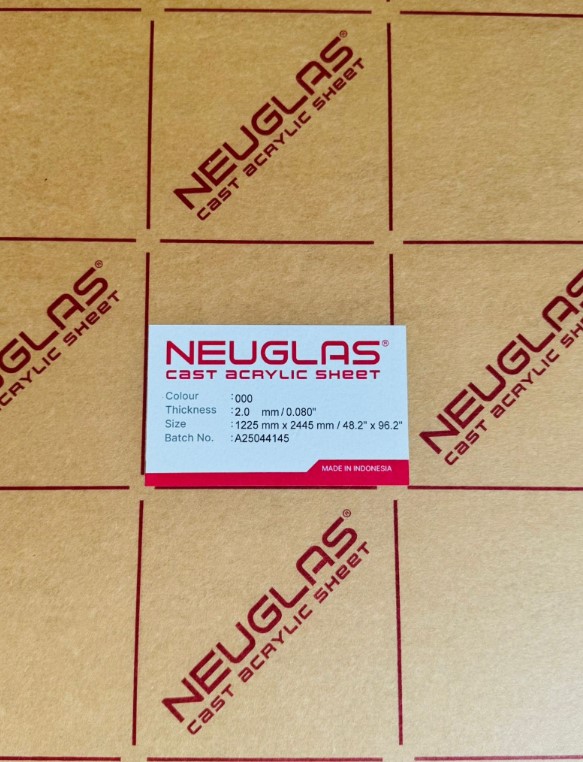 NEUGLAS®
CAST ACRYLIC SHEET
NEUGLAS®
CAST ACRYLIC SHEET
NEUGLAS®
CAST ACRYLIC SHEET
Colour : 000
Thickness : 2.0 mm / 0.080"
Size : 1225 mm x 2445 mm / 48.2" x 96.2"
Batch No. : A25044145
MADE IN INDONESIA
NEUGLAS
CAST ACRYLIC SHEET
NEUGLAS®
CAST ACRYLIC SHEET